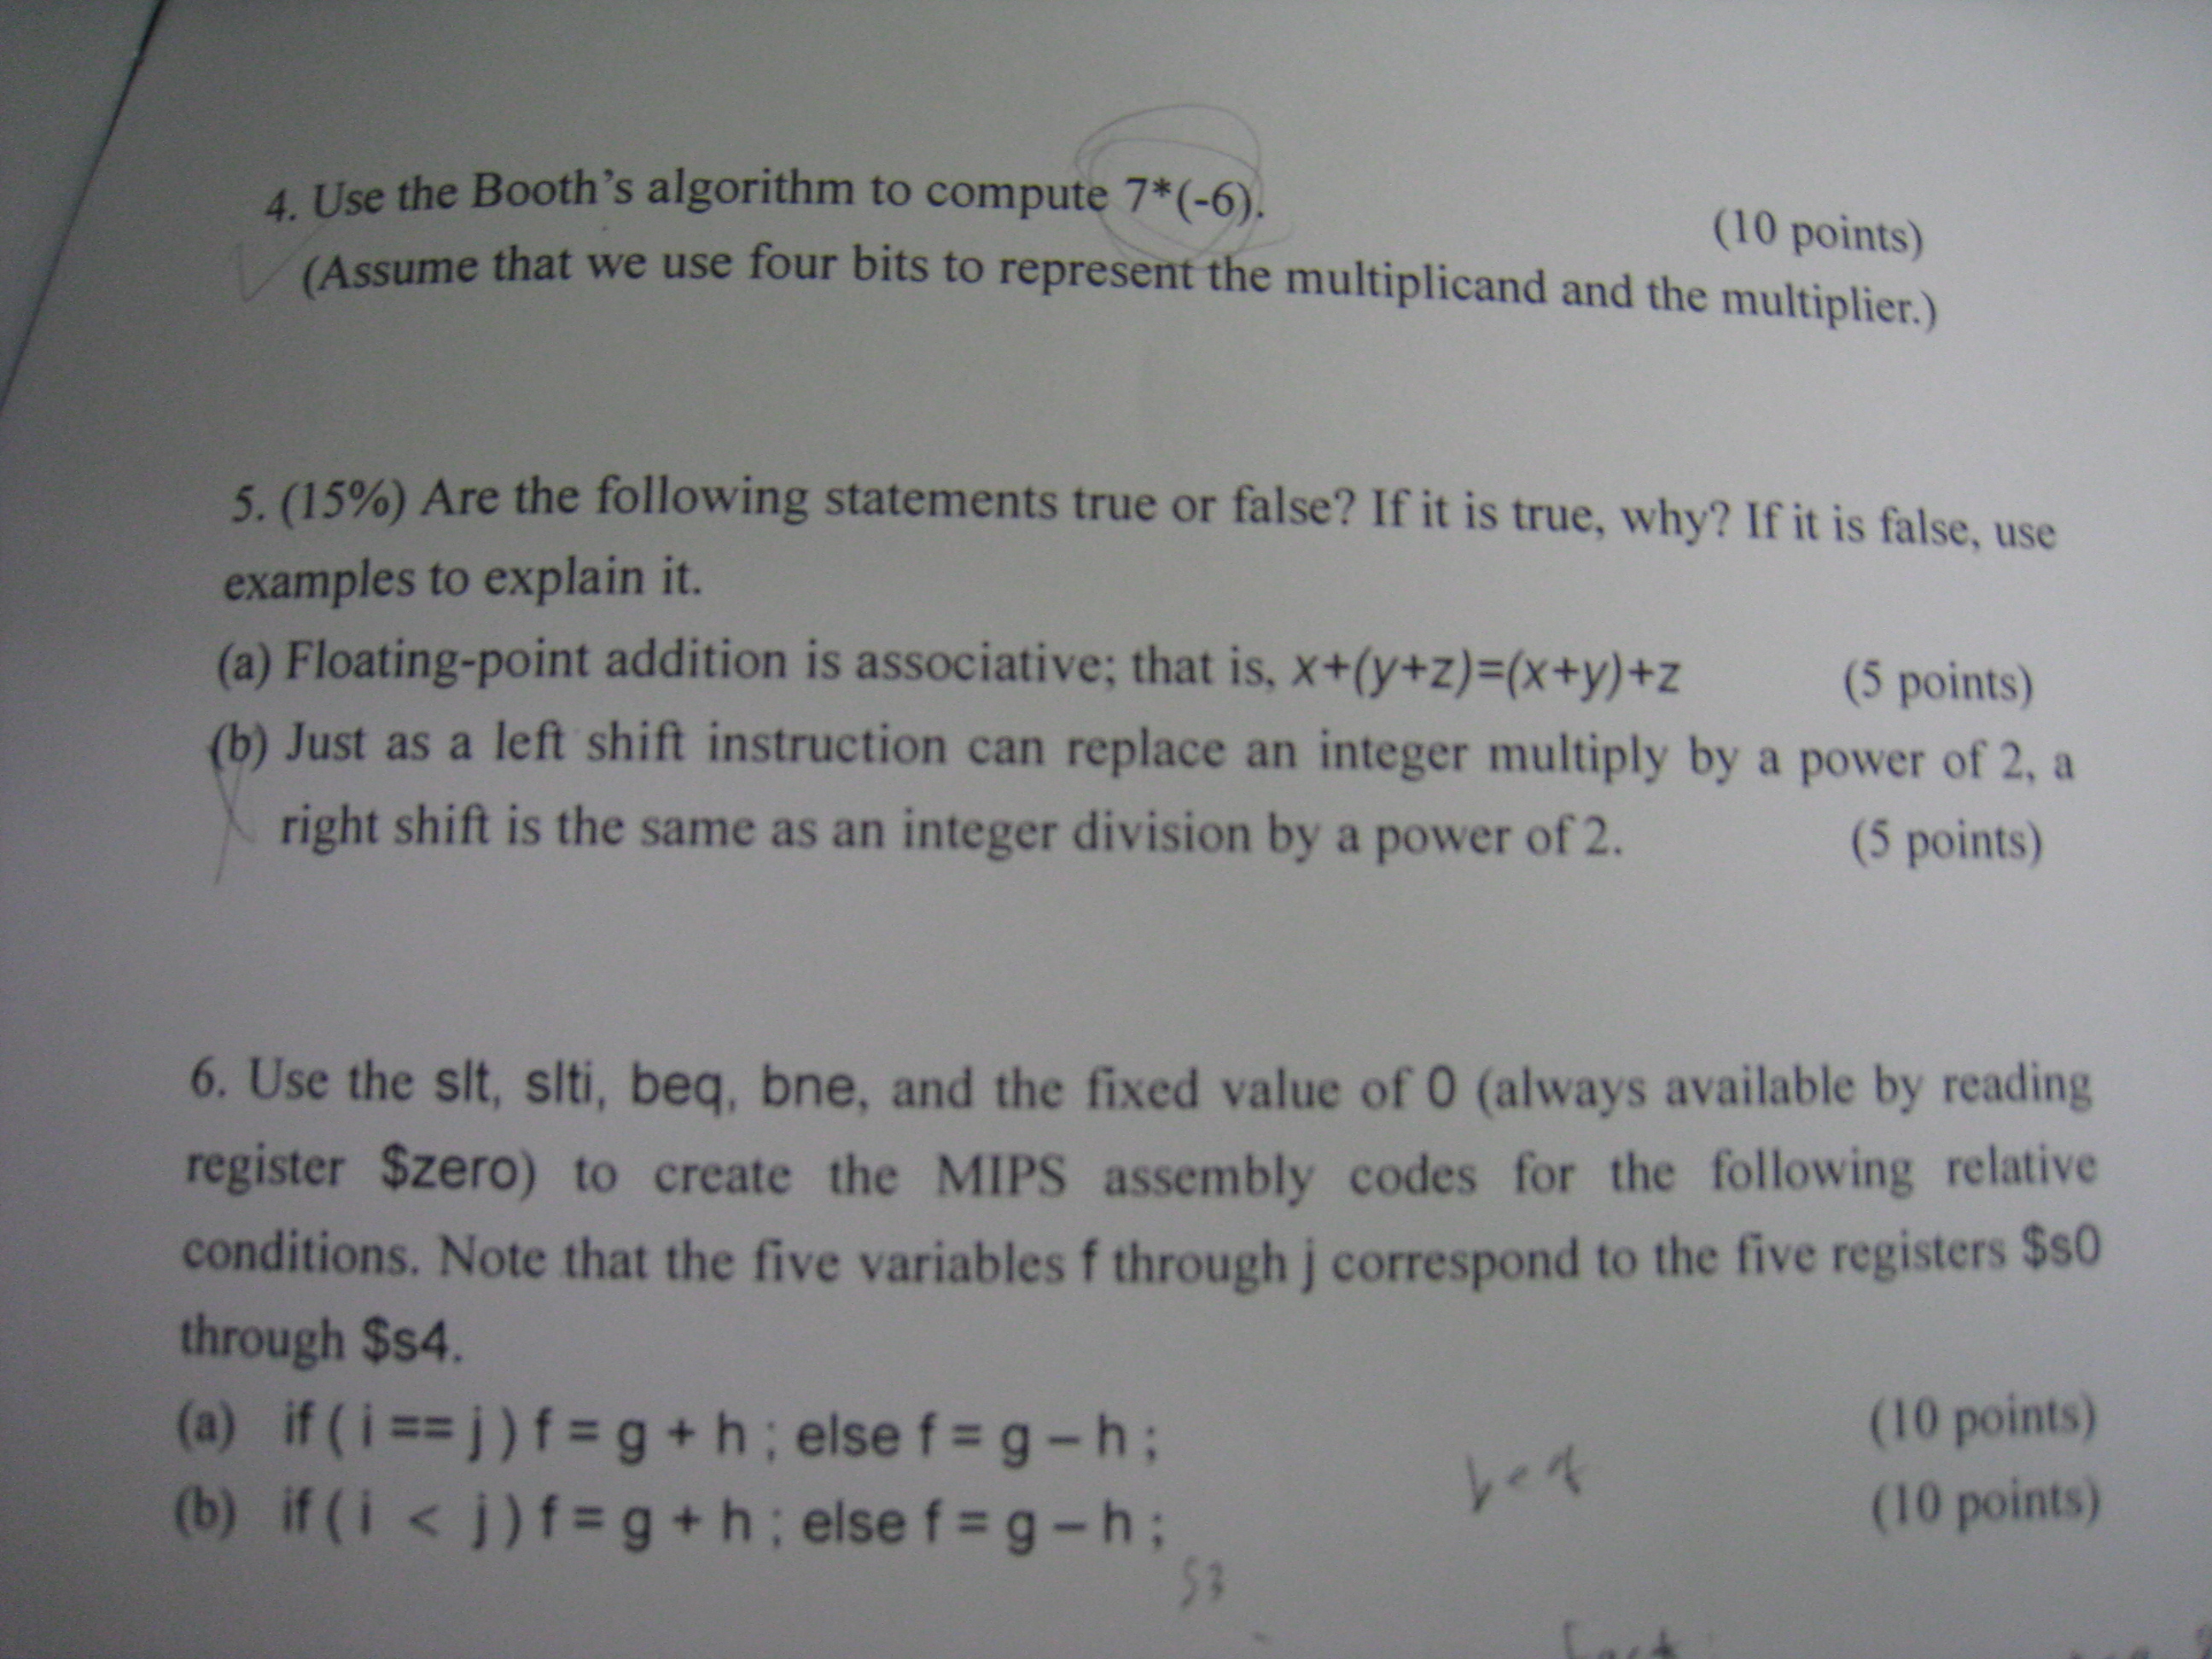 4. Use the Booth's algorithm to compute 7*(-6).
(10 points)
(Assume that we use four bits to represent the multiplicand and the multiplier.)
5. (15%) Are the following statements true or false? If it is true, why? If it is false, use
examples to explain it.
(a) Floating-point addition is associative; that is, x+(y+z)=(x+y)+z (5 points)
(b) Just as a left shift instruction can replace an integer multiply by a power of 2, a
right shift is the same as an integer division by a power of 2. (5 points)
6. Use the slt, slti, beq, bne, and the fixed value of 0 (always available by reading
register $zero) to create the MIPS assembly codes for the following relative
conditions. Note that the five variables f through j correspond to the five registers $s0
through $s4.
(a) if ( i == j ) f = g + h ; else f = g – h ; (10 points)
beq
(b) if ( i < j ) f = g + h ; else f = g – h ; (10 points)
S3